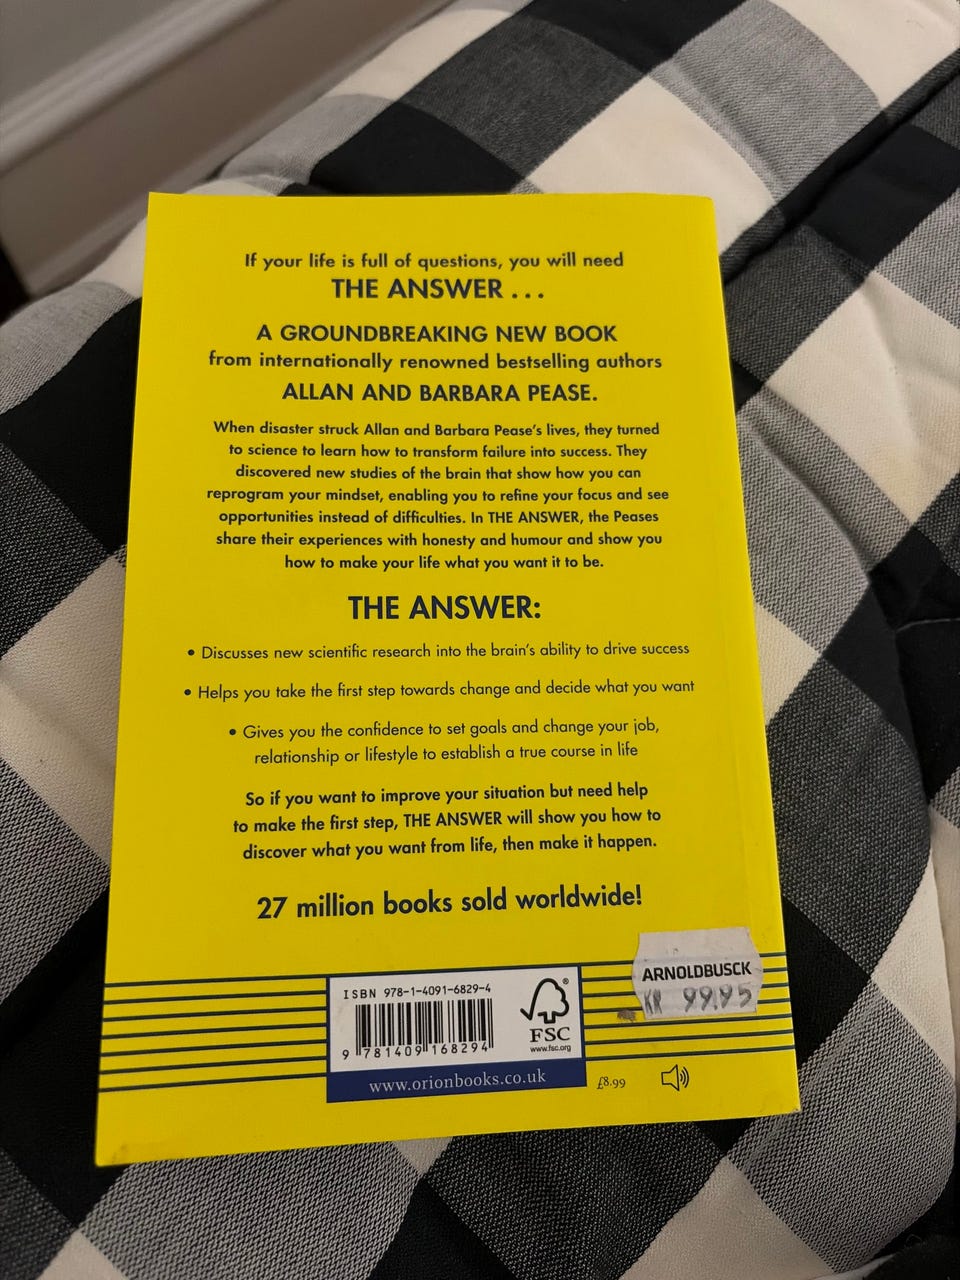 If your life is full of questions, you will need
THE ANSWER...
A GROUNDBREAKING NEW BOOK
from internationally renowned bestselling authors
ALLAN AND BARBARA PEASE.
When disaster struck Allan and Barbara Pease's lives, they turned
to science to learn how to transform failure into success. They
discovered new studies of the brain that show how you can
reprogram your mindset, enabling you to refine your focus and see
opportunities instead of difficulties. In THE ANSWER, the Peases
share their experiences with honesty and humour and show you
how to make your life what you want it to be.
THE ANSWER:
• Discusses new scientific research into the brain's ability to drive success
• Helps you take the first step towards change and decide what you want
• Gives you the confidence to set goals and change your job,
relationship or lifestyle to establish a true course in life
So if you want to improve your situation but need help
to make the first step, THE ANSWER will show you how to
discover what you want from life, then make it happen.
27 million books sold worldwide!
ARNOLDBUSCK
KR 99.95
ISBN 978-1-4091-6829-4
9 781409 168294
®
FSC
www.fsc.org
www.orionbooks.co.uk
£8.99